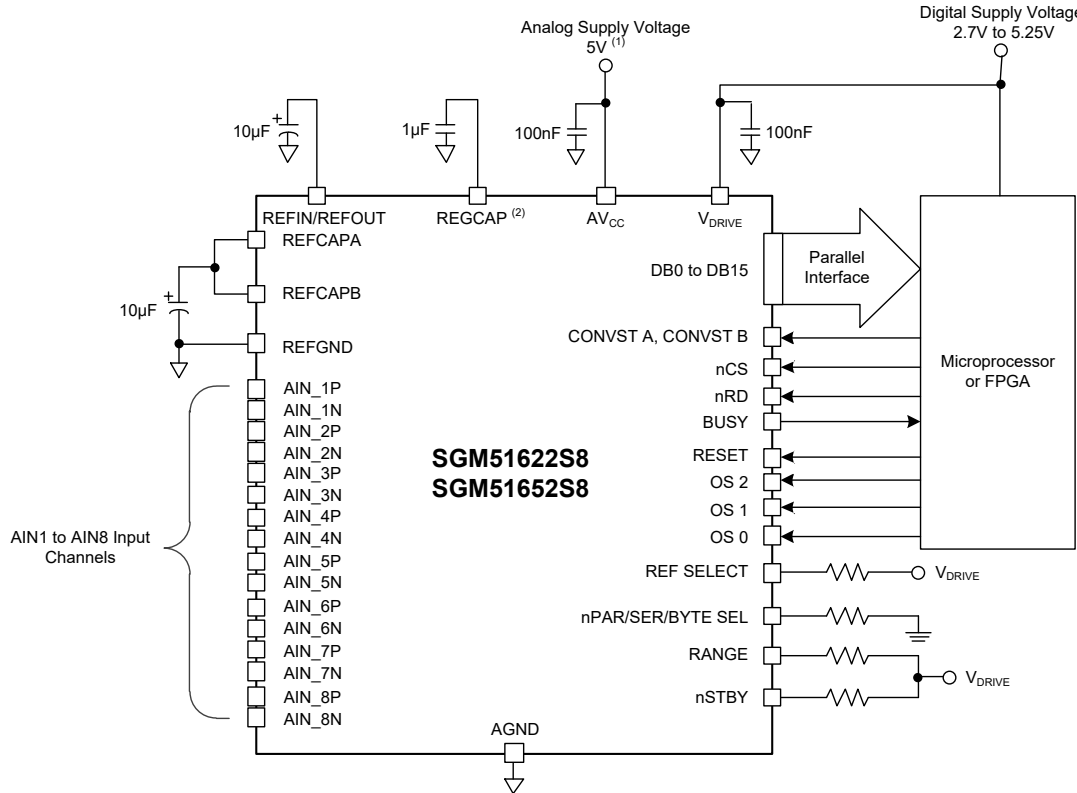 Analog Supply Voltage
5V (1)
Digital Supply Voltage
2.7V to 5.25V
10µF
+
1µF
100nF
100nF
REFIN/REFOUT
REGCAP (2)
AVCC
VDRIVE
REFCAPA
REFCAPB
REFGND
10µF
+
DB0 to DB15
Parallel
Interface
CONVST A, CONVST B
nCS
nRD
BUSY
RESET
OS 2
OS 1
OS 0
REF SELECT
VDRIVE
nPAR/SER/BYTE SEL
RANGE
nSTBY
VDRIVE
Microprocessor
or FPGA
SGM51622S8
SGM51652S8
AIN1 to AIN8 Input
Channels
AIN_1P
AIN_1N
AIN_2P
AIN_2N
AIN_3P
AIN_3N
AIN_4P
AIN_4N
AIN_5P
AIN_5N
AIN_6P
AIN_6N
AIN_7P
AIN_7N
AIN_8P
AIN_8N
AGND